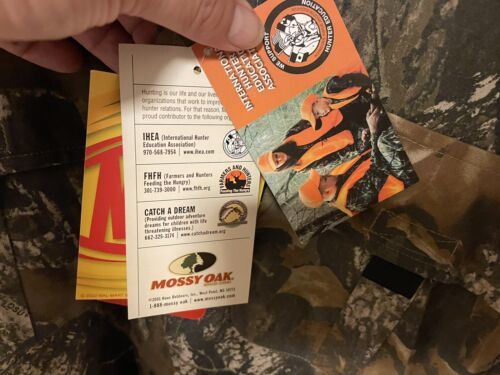 WE SUPPORT
HUNTER EDUCATION
INTERNATIONAL
HUNTER
EDUCATION
ASSOCIATION
Hunting is our life and our
organizations that work to
hunter relations. For that reason,
proud contributor to the following
IHEA (International Hunter
Education Association)
970-568-7954 | www.ihea.com
FHFH (Farmers and Hunters
Feeding the Hungry)
301-739-3000 | www.fhfh.org
FARMERS AND HUNTERS
CATCH A DREAM
(Providing outdoor adventure
dreams for children with life
threatening illnesses.)
662-325-3174 | www.catchadream.org
MOSSY OAK
©2005 Haas Outdoors, Inc., West Point, MS 39773
1-888-mossy oak | www.mossyoak.com